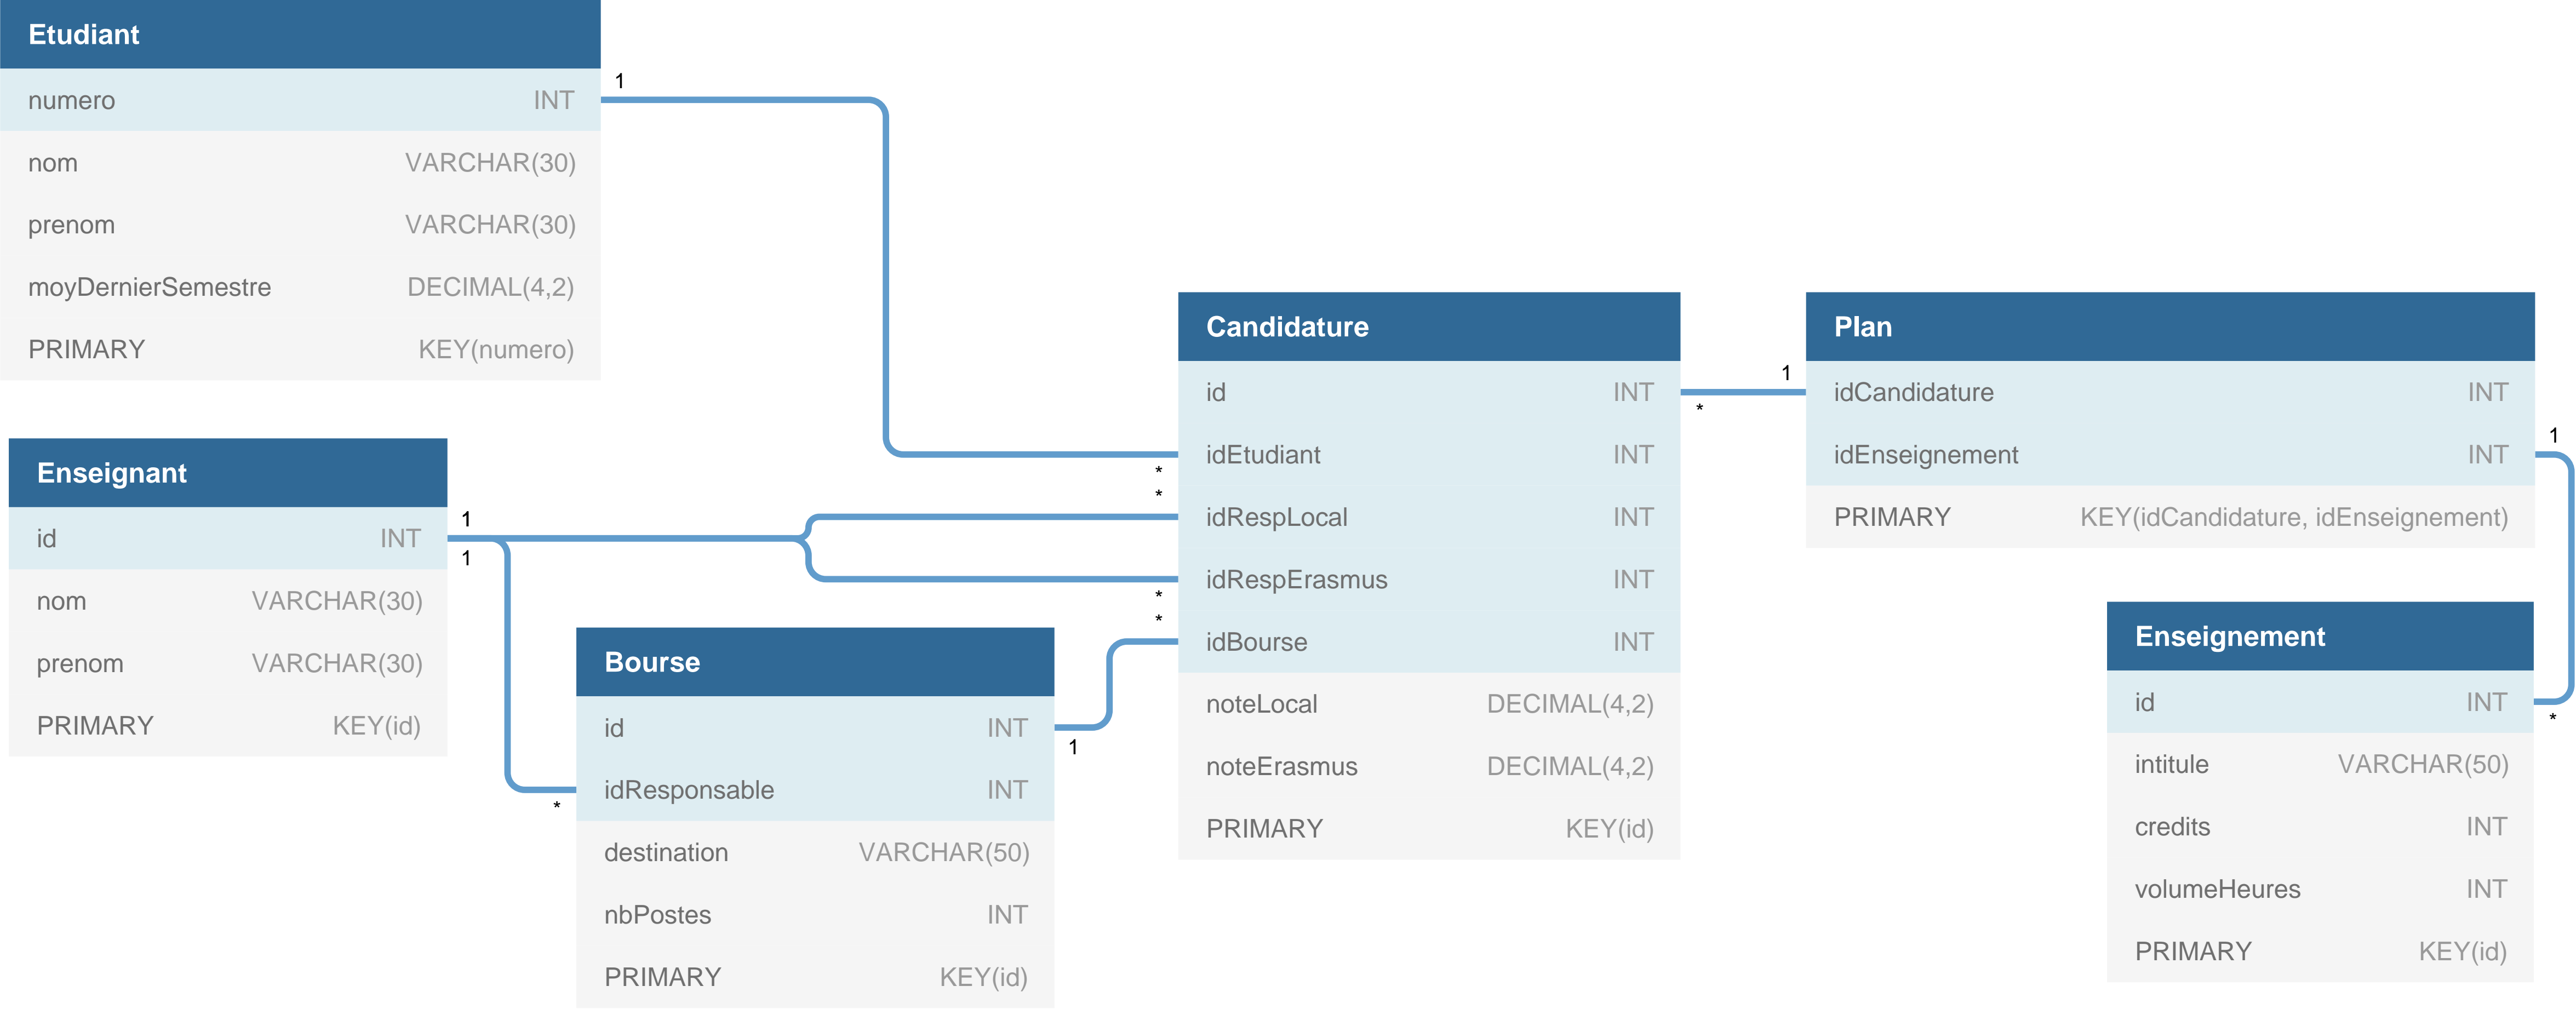 Etudiant
numero INT
nom VARCHAR(30)
prenom VARCHAR(30)
moyDernierSemestre DECIMAL(4,2)
PRIMARY KEY(numero)
1
*
Enseignant
id INT
nom VARCHAR(30)
prenom VARCHAR(30)
PRIMARY KEY(id)
1
1
*
*
*
Bourse
id INT
idResponsable INT
destination VARCHAR(50)
nbPostes INT
PRIMARY KEY(id)
1
*
Candidature
id INT
idEtudiant INT
idRespLocal INT
idRespErasmus INT
idBourse INT
noteLocal DECIMAL(4,2)
noteErasmus DECIMAL(4,2)
PRIMARY KEY(id)
*
1
Plan
idCandidature INT
idEnseignement INT
PRIMARY KEY(idCandidature, idEnseignement)
1
*
Enseignement
id INT
intitule VARCHAR(50)
credits INT
volumeHeures INT
PRIMARY KEY(id)